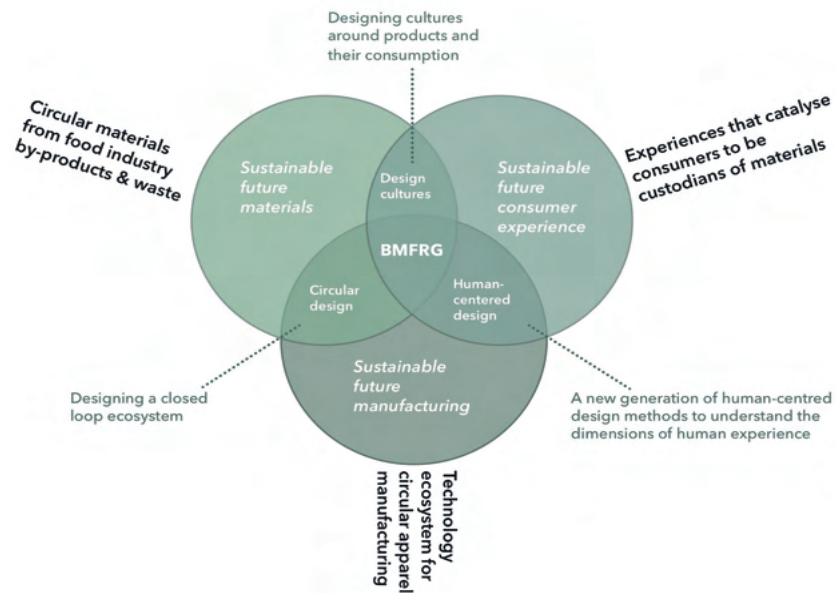 Designing cultures
around products and
their consumption
Circular materials
from food industry
by-products & waste
Experiences that catalyse
consumers to be
custodians of materials
Sustainable
future
materials
Design
cultures
Sustainable
future
consumer
experience
BMFRG
Circular
design
Human-
centered
design
Sustainable
future
manufacturing
Designing a closed
loop ecosystem
A new generation of human-centred
design methods to understand the
dimensions of human experience
Technology
ecosystem for
circular apparel
manufacturing